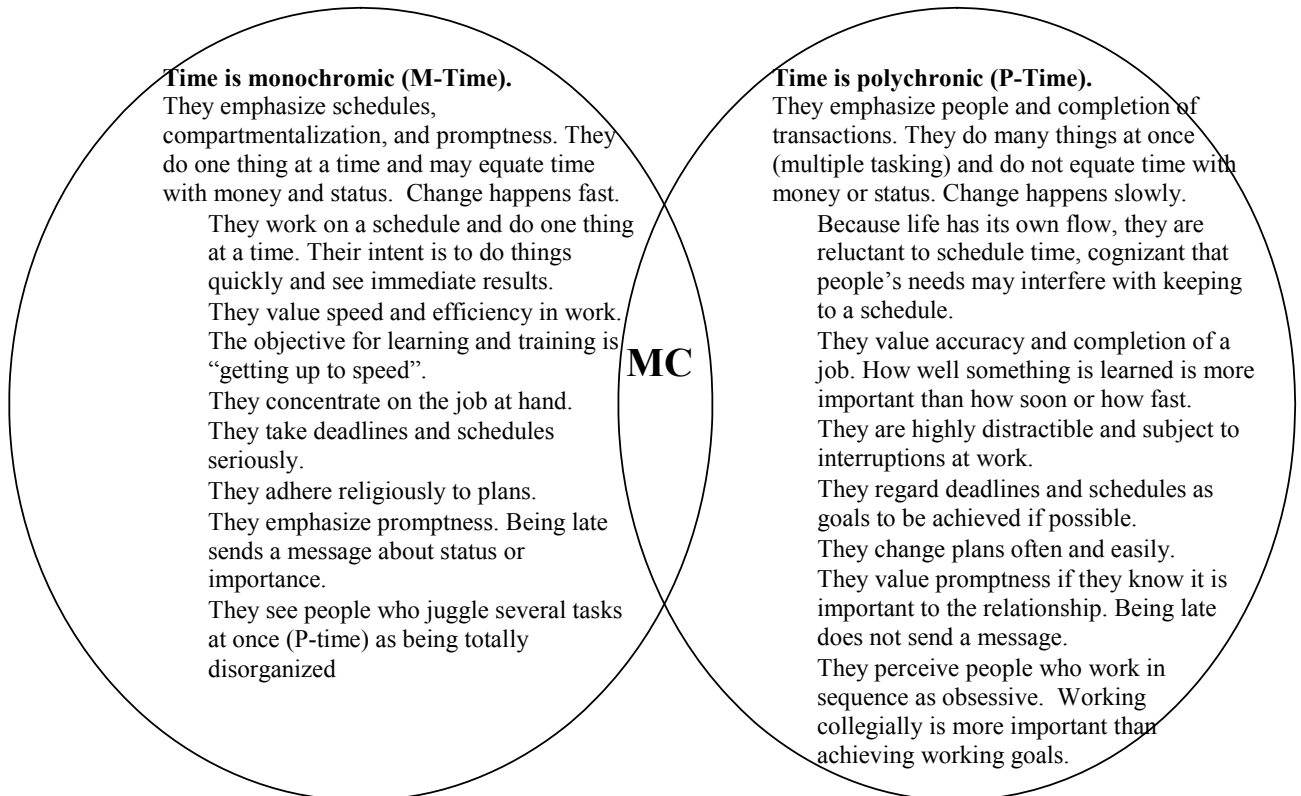 Time is monochromic (M-Time).
They emphasize schedules,
compartmentalization, and promptness. They
do one thing at a time and may equate time
with money and status.  Change happens fast.
They work on a schedule and do one thing
at a time. Their intent is to do things
quickly and see immediate results.
They value speed and efficiency in work.
The objective for learning and training is
“getting up to speed”.
They concentrate on the job at hand.
They take deadlines and schedules
seriously.
They adhere religiously to plans.
They emphasize promptness. Being late
sends a message about status or
importance.
They see people who juggle several tasks
at once (P-time) as being totally
disorganized
MC
Time is polychronic (P-Time).
They emphasize people and completion of
transactions. They do many things at once
(multiple tasking) and do not equate time with
money or status. Change happens slowly.
Because life has its own flow, they are
reluctant to schedule time, cognizant that
people’s needs may interfere with keeping
to a schedule.
They value accuracy and completion of a
job. How well something is learned is more
important than how soon or how fast.
They are highly distractible and subject to
interruptions at work.
They regard deadlines and schedules as
goals to be achieved if possible.
They change plans often and easily.
They value promptness if they know it is
important to the relationship. Being late
does not send a message.
They perceive people who work in
sequence as obsessive.  Working
collegially is more important than
achieving working goals.